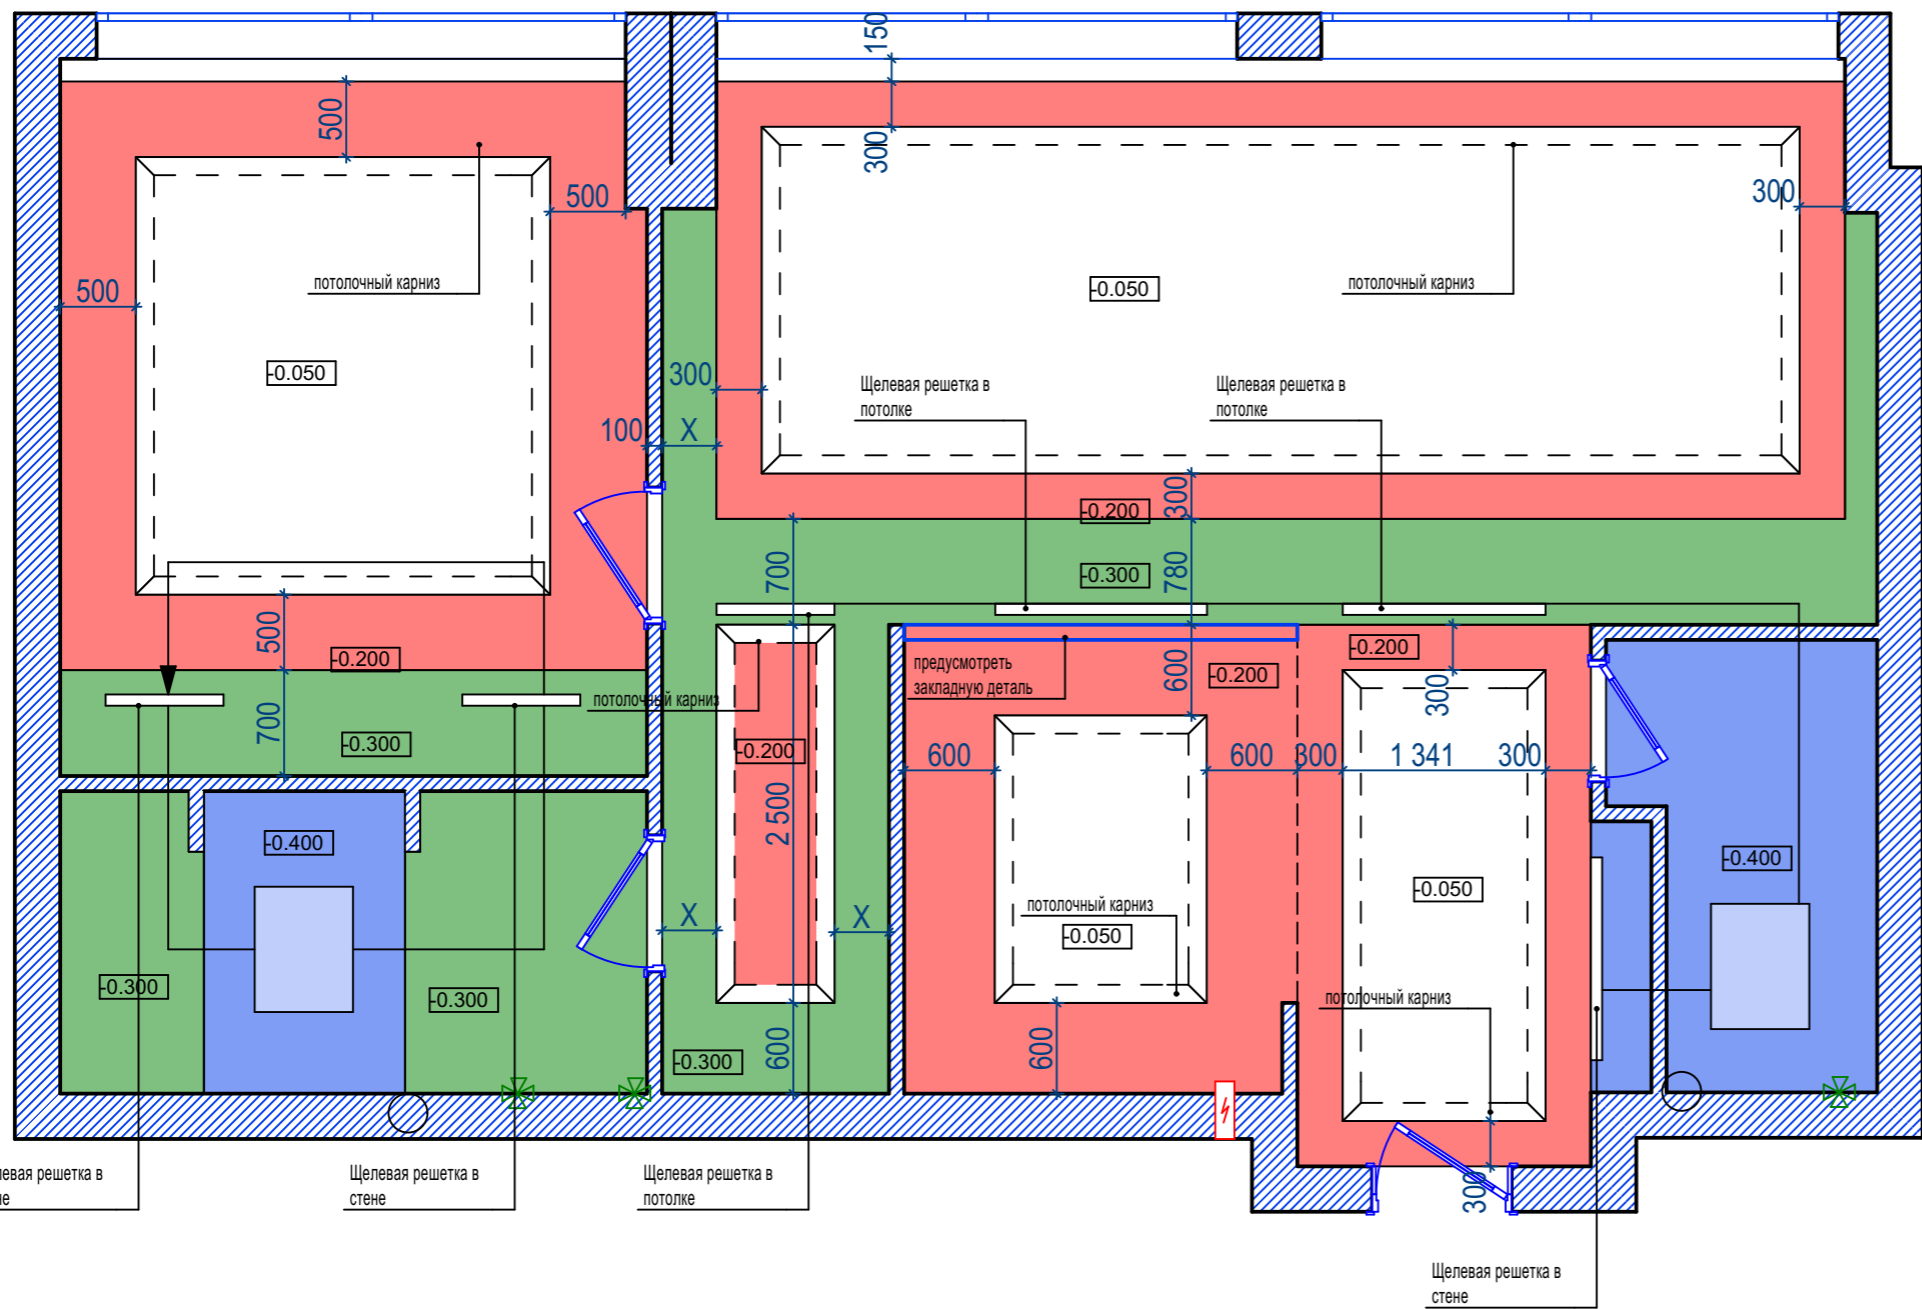 150
500
300
500
300
500
потолочный карниз
потолочный карниз
-0.050
-0.050
300
Щелевая решетка в
потолке
Щелевая решетка в
потолке
100
X
300
-0.200
700
780
-0.300
500
-0.200
700
-0.300
потолочный карниз
-0.200
предусмотреть
закладную деталь
600
-0.200
-0.200
300
600
600
300
1 341
300
2 500
-0.400
-0.400
-0.050
потолочный карниз
-0.050
X
X
-0.300
-0.300
потолочный карниз
-0.300
600
600
300
левая решетка в
не
Щелевая решетка в
стене
Щелевая решетка в
потолке
Щелевая решетка в
стене